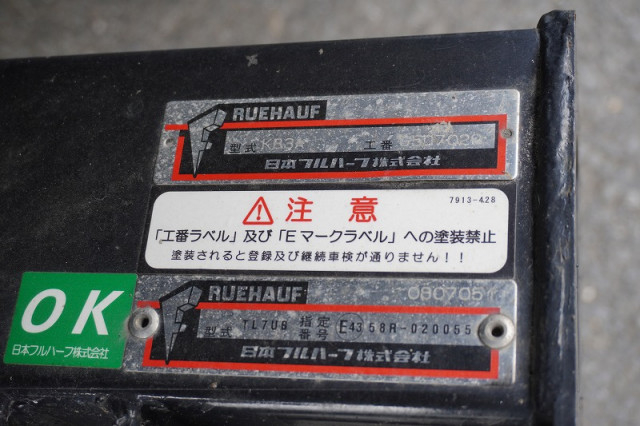 RUEHAUF
型式 KB3A 工番
日本フルハーフ株式会社
注意
7913-428
「工番ラベル」及び「Eマークラベル」への塗装禁止
塗装されると登録及び継続車検が通りません!!
RUEHAUF 0807051
型式 TL7UB 指定番号 E43 58R-020055
日本フルハーフ株式会社
OK
日本フルハーフ株式会社